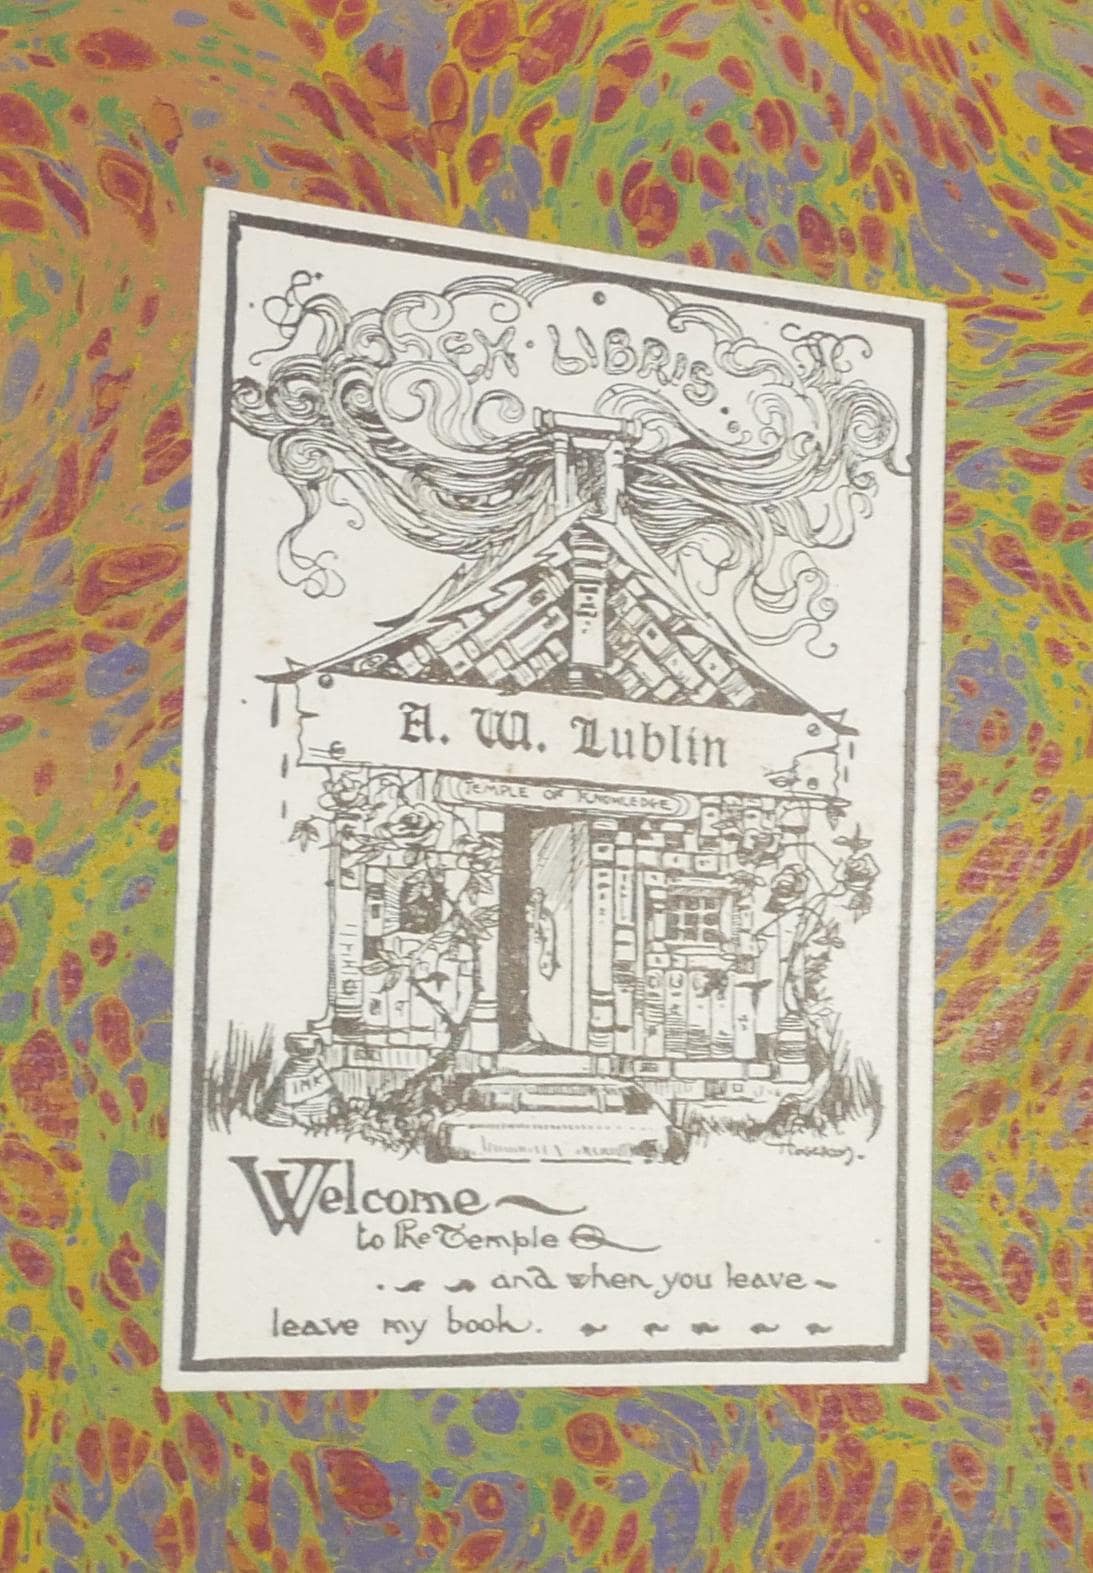 EX · LIBRIS
A. W. Lublin
TEMPLE OF KNOWLEDGE
INK
Welcome
to the Temple
and when you leave
leave my book.